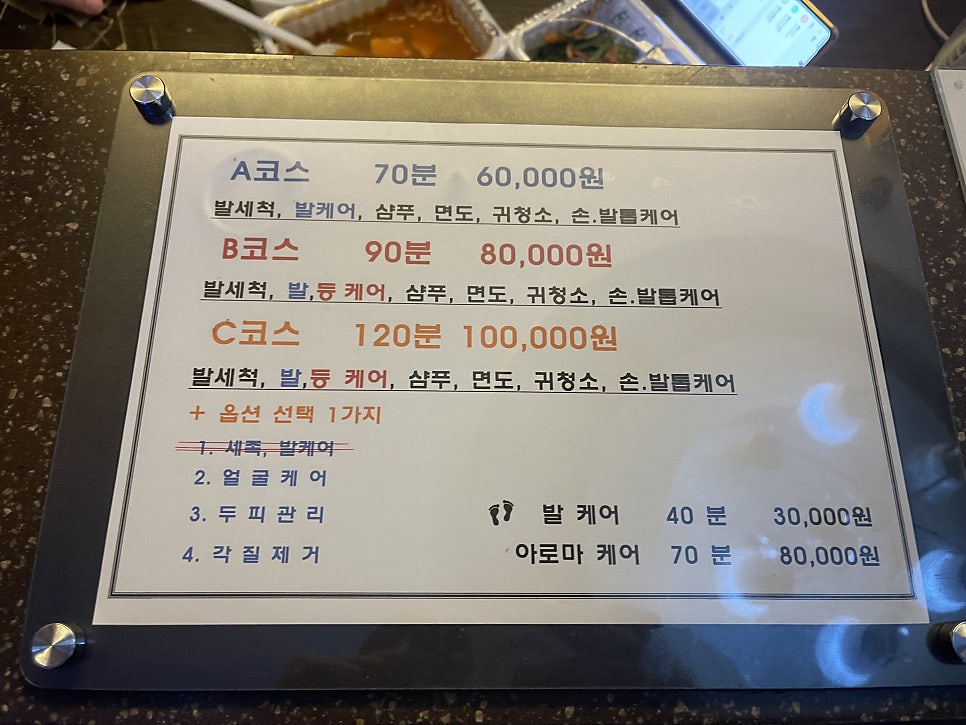 A코스 70분 60,000원
발세척, 발케어, 샴푸, 면도, 귀청소, 손.발톱케어
B코스 90분 80,000원
발세척, 발,등 케어, 샴푸, 면도, 귀청소, 손.발톱케어
C코스 120분 100,000원
발세척, 발,등 케어, 샴푸, 면도, 귀청소, 손.발톱케어
+ 옵션 선택 1가지
1. 세족, 발케어
2. 얼굴케어
3. 두피관리
4. 각질제거
발 케어 40 분 30,000원
아로마 케어 70 분 80,000원